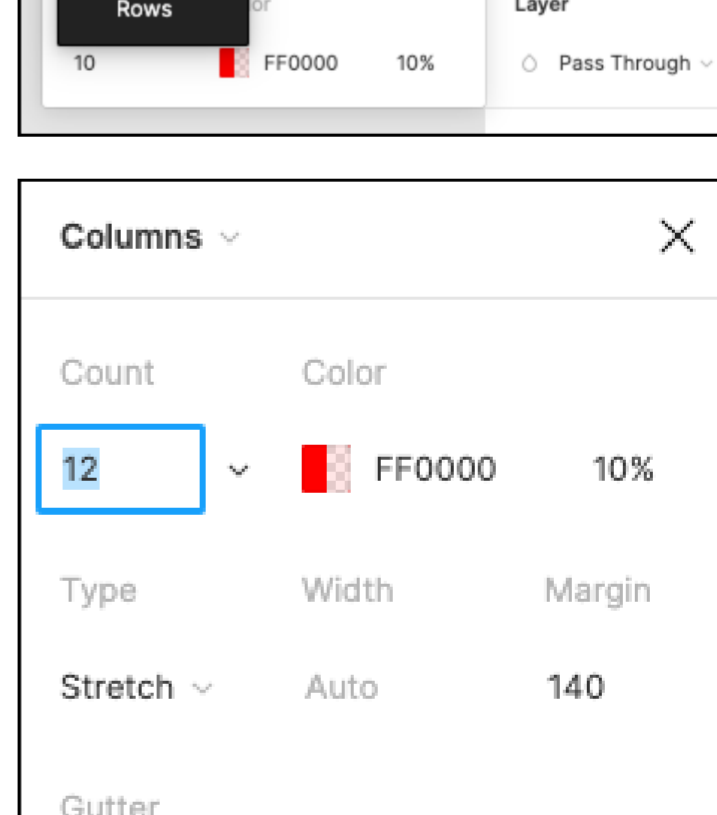 Rows
Layer
10 FF0000 10% Pass Through
Columns
Count Color
12 FF0000 10%
Type Width Margin
Stretch Auto 140
Gutter